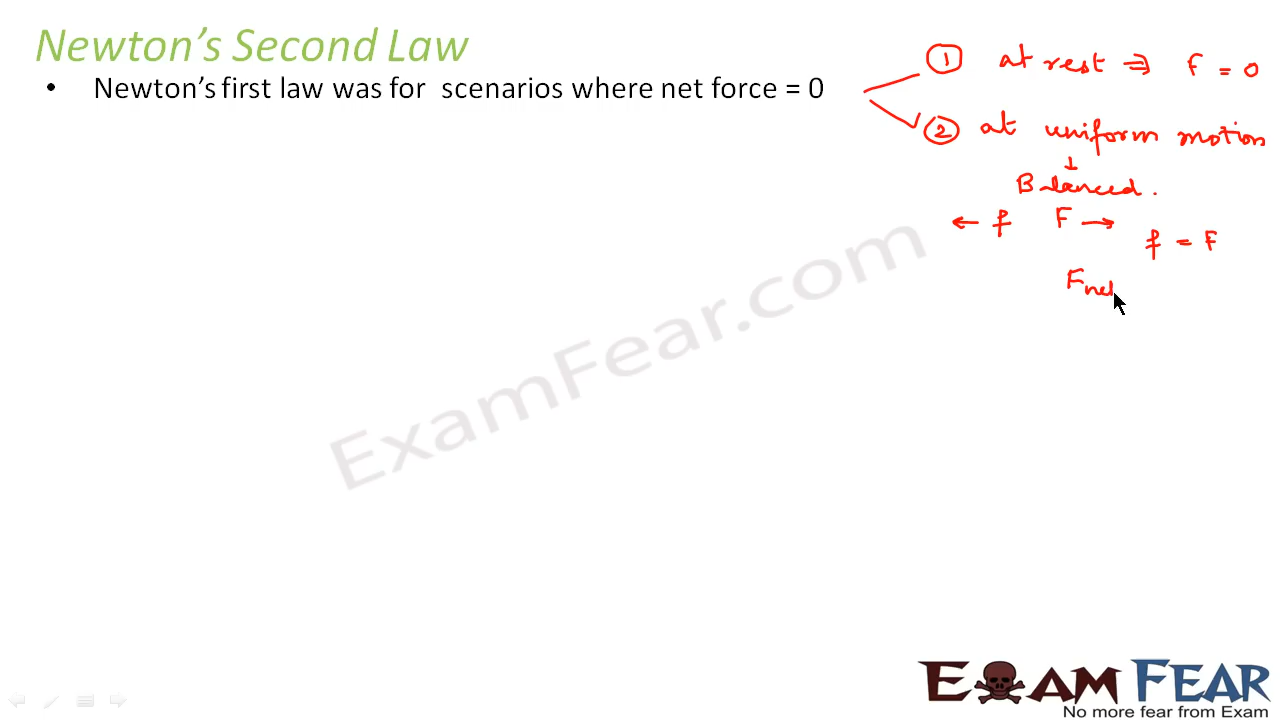 Newton's Second Law
• Newton's first law was for scenarios where net force = 0
① at rest ⇒ F = 0
② at uniform motion
↓
Balanced.
← f F →
f = F
Fnet
ExamFear.com
EXAM FEAR
No more fear from Exam